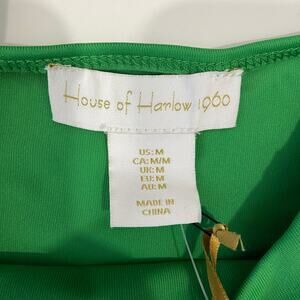 House of Harlow 1960
US: M
CA: M/M
UK: M
EU: M
AU: M
MADE IN
CHINA